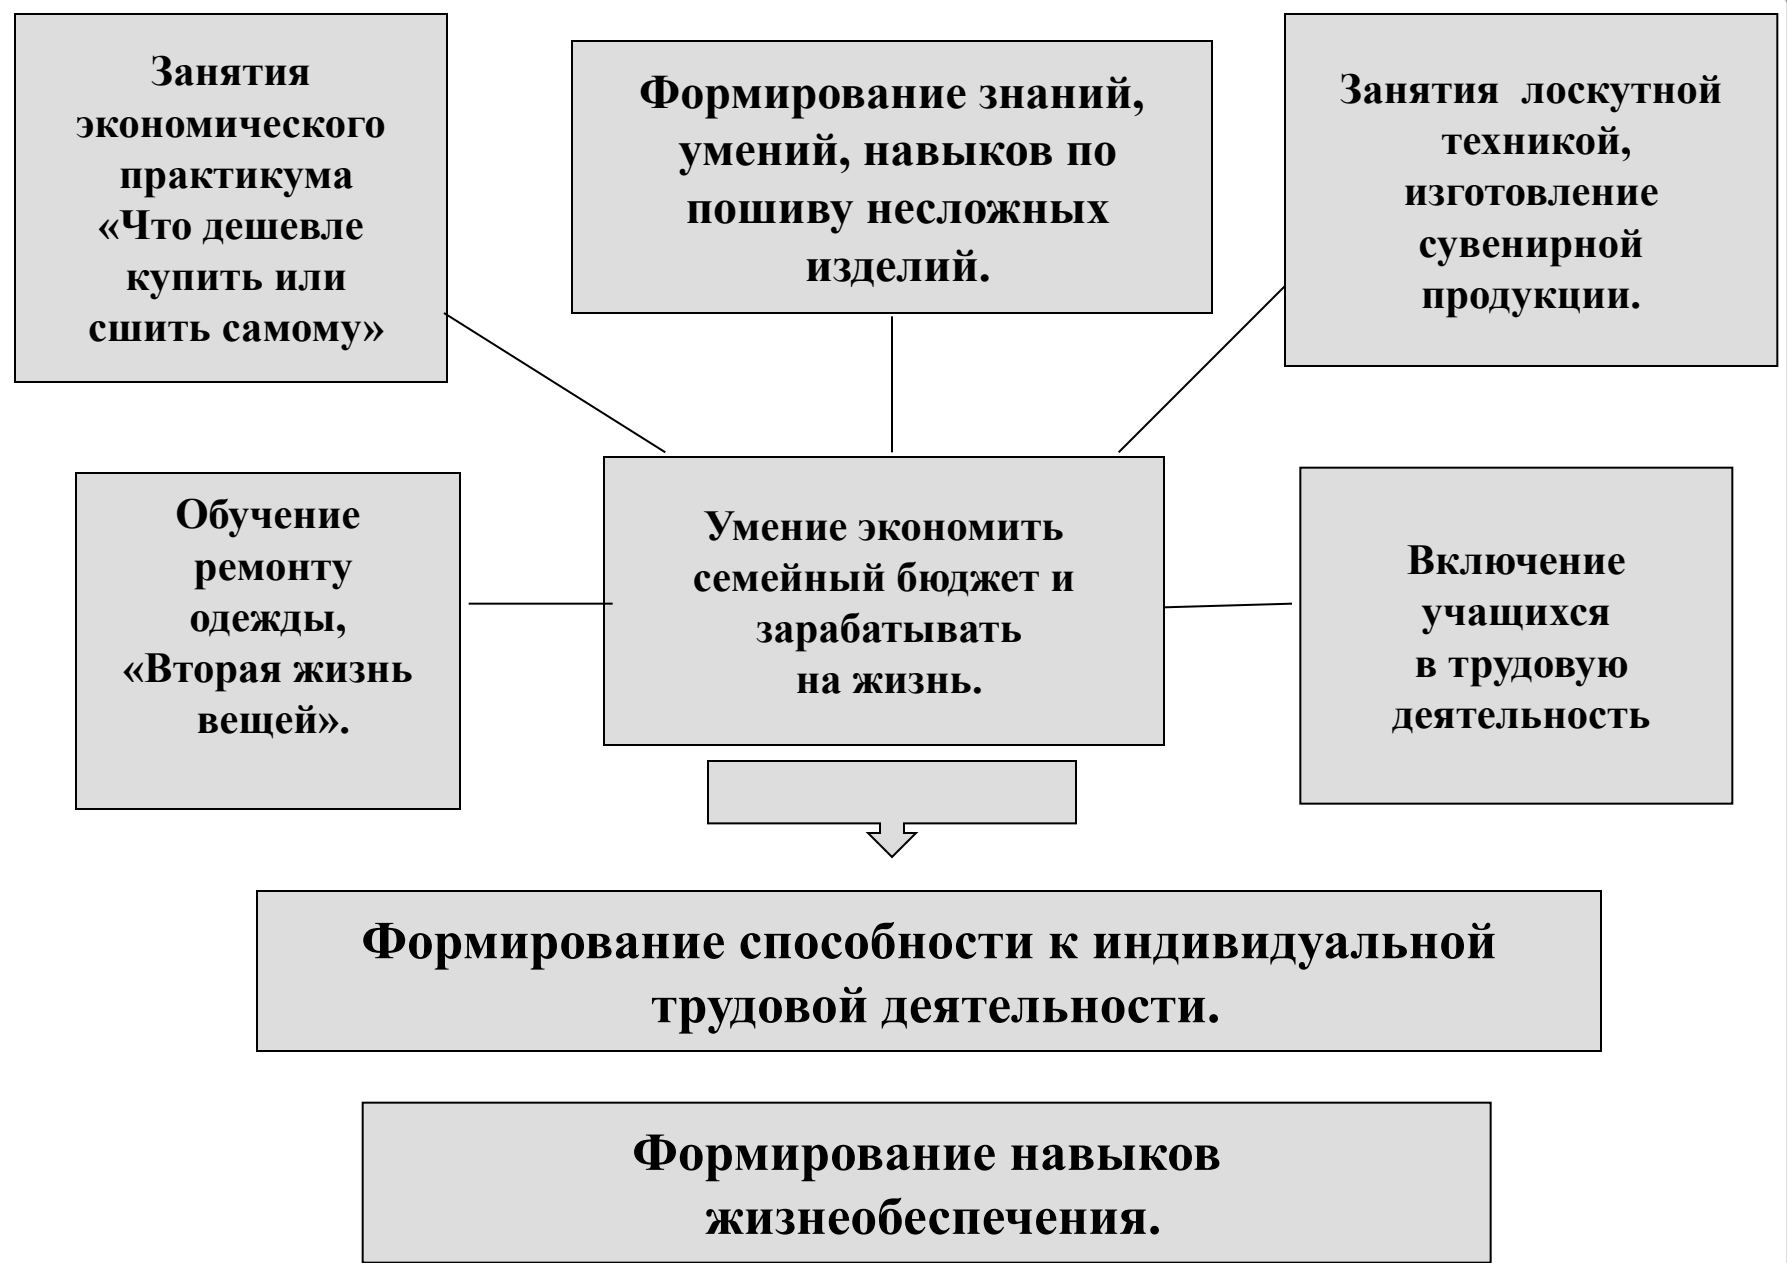 Занятия
экономического
практикума
«Что дешевле
купить или
сшить самому»
Формирование знаний,
умений, навыков по
пошиву несложных
изделий.
Занятия лоскутной
техникой,
изготовление
сувенирной
продукции.
Обучение
ремонту
одежды,
«Вторая жизнь
вещей».
Умение экономить
семейный бюджет и
зарабатывать
на жизнь.
Включение
учащихся
в трудовую
деятельность
Формирование способности к индивидуальной
трудовой деятельности.
Формирование навыков
жизнеобеспечения.